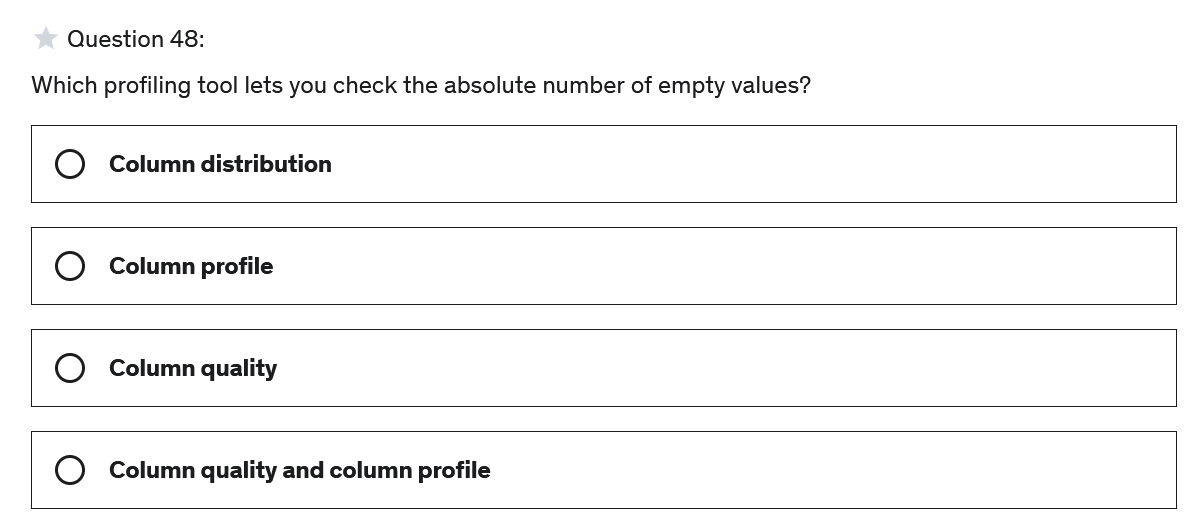 Question 48:
Which profiling tool lets you check the absolute number of empty values?
Column distribution
Column profile
Column quality
Column quality and column profile